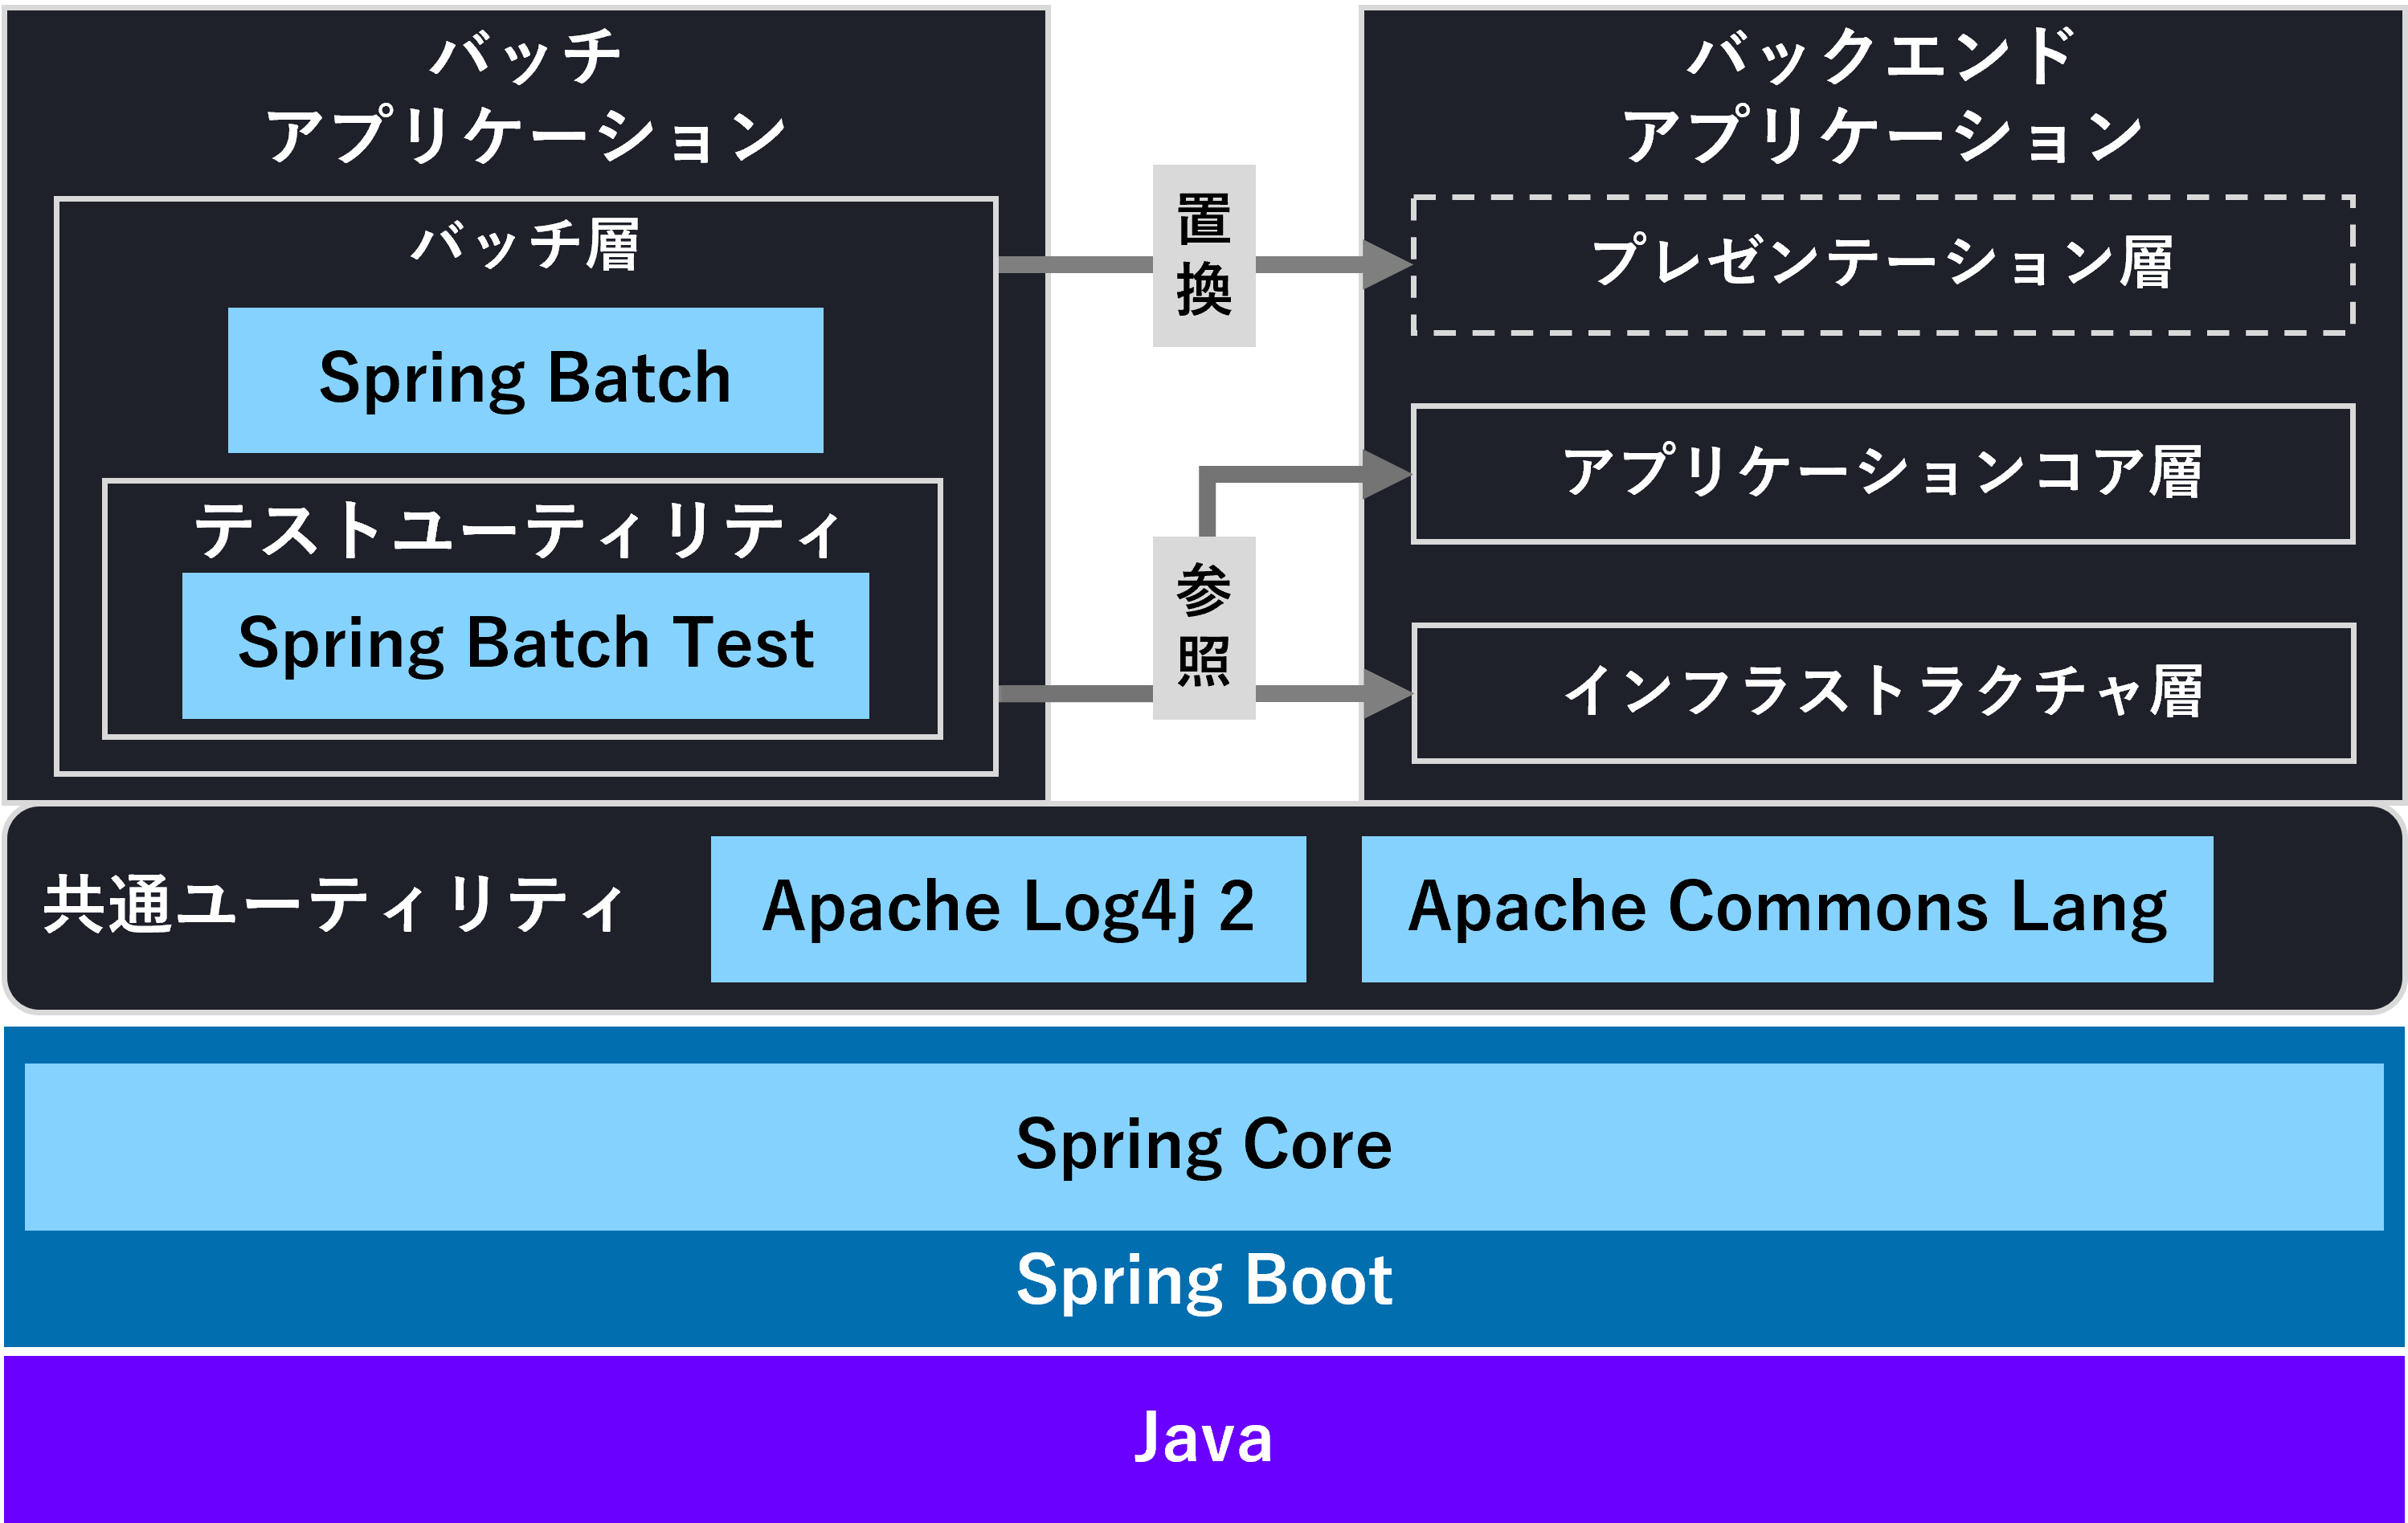 バッチ
アプリケーション
バッチ層
Spring Batch
テストユーティリティ
Spring Batch Test
置
換
参
照
バックエンド
アプリケーション
プレゼンテーション層
アプリケーションコア層
インフラストラクチャ層
共通ユーティリティ
Apache Log4j 2
Apache Commons Lang
Spring Core
Spring Boot
Java